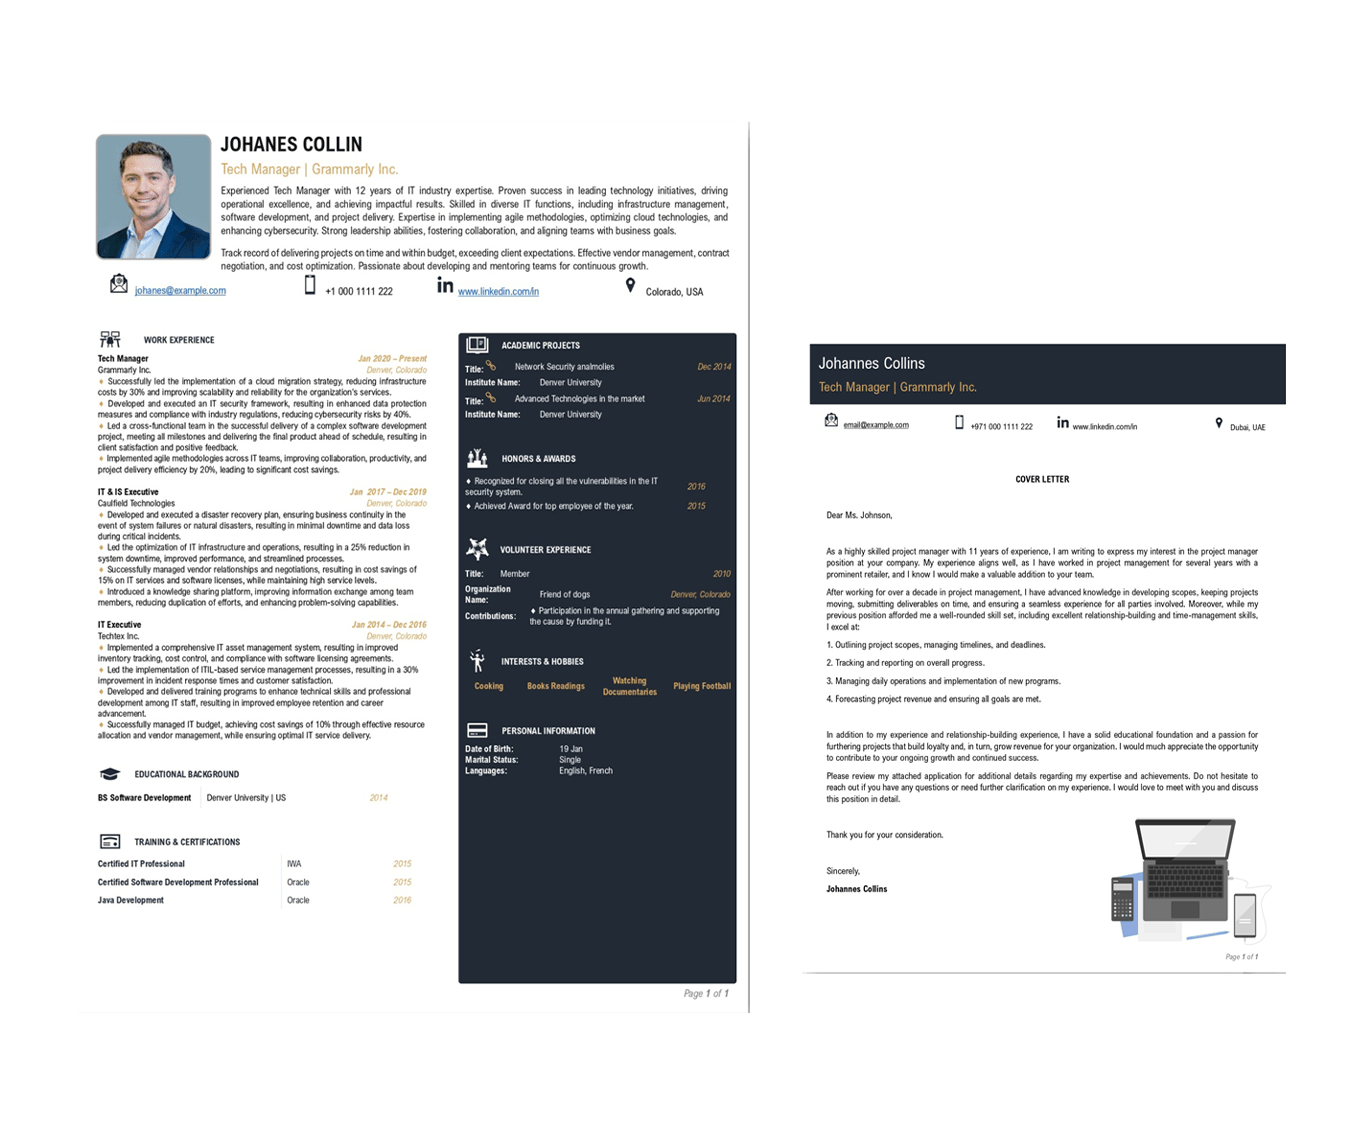 JOHANES COLLIN
Tech Manager | Grammarly Inc.
Experienced Tech Manager with 12 years of IT industry expertise. Proven success in leading technology initiatives, driving
operational excellence, and achieving impactful results. Skilled in diverse IT functions, including infrastructure management,
software development, and project delivery. Expertise in implementing agile methodologies, optimizing cloud technologies, and
enhancing cybersecurity. Strong leadership abilities, fostering collaboration, and aligning teams with business goals.
Track record of delivering projects on time and within budget, exceeding client expectations. Effective vendor management, contract
negotiation, and cost optimization. Passionate about developing and mentoring teams for continuous growth.
johanes@example.com +1 000 1111 222 www.linkedin.com/in Colorado, USA
WORK EXPERIENCE
Tech Manager Jan 2020 – Present
Grammarly Inc. Denver, Colorado
♦ Successfully led the implementation of a cloud migration strategy, reducing infrastructure
costs by 30% and improving scalability and reliability for the organization's services.
♦ Developed and executed an IT security framework, resulting in enhanced data protection
measures and compliance with industry regulations, reducing cybersecurity risks by 40%.
♦ Led a cross-functional team in the successful delivery of a complex software development
project, meeting all milestones and delivering the final product ahead of schedule, resulting in
client satisfaction and positive feedback.
♦ Implemented agile methodologies across IT teams, improving collaboration, productivity, and
project delivery efficiency by 20%, leading to significant cost savings.
IT & IS Executive Jan 2017 – Dec 2019
Caulfield Technologies Denver, Colorado
♦ Developed and executed a disaster recovery plan, ensuring business continuity in the
event of system failures or natural disasters, resulting in minimal downtime and data loss
during critical incidents.
♦ Led the optimization of IT infrastructure and operations, resulting in a 25% reduction in
system downtime, improved performance, and streamlined processes.
♦ Successfully managed vendor relationships and negotiations, resulting in cost savings of
15% on IT services and software licenses, while maintaining high service levels.
♦ Introduced a knowledge sharing platform, improving information exchange among team
members, reducing duplication of efforts, and enhancing problem-solving capabilities.
IT Executive Jan 2014 – Dec 2016
Techtex Inc. Denver, Colorado
♦ Implemented a comprehensive IT asset management system, resulting in improved
inventory tracking, cost control, and compliance with software licensing agreements.
♦ Led the implementation of ITIL-based service management processes, resulting in a 30%
improvement in incident response times and customer satisfaction.
♦ Developed and delivered training programs to enhance technical skills and professional
development among IT staff, resulting in improved employee retention and career
advancement.
♦ Successfully managed IT budget, achieving cost savings of 10% through effective resource
allocation and vendor management, while ensuring optimal IT service delivery.
EDUCATIONAL BACKGROUND
BS Software Development Denver University | US 2014
TRAINING & CERTIFICATIONS
Certified IT Professional IWA 2015
Certified Software Development Professional Oracle 2015
Java Development Oracle 2016
ACADEMIC PROJECTS
Title: Network Security analmolies Dec 2014
Institute Name: Denver University
Title: Advanced Technologies in the market Jun 2014
Institute Name: Denver University
HONORS & AWARDS
♦ Recognized for closing all the vulnerabilities in the IT
security system. 2016
♦ Achieved Award for top employee of the year. 2015
VOLUNTEER EXPERIENCE
Title: Member 2010
Organization
Name: Friend of dogs Denver, Colorado
Contributions: ♦ Participation in the annual gathering and supporting
the cause by funding it.
INTERESTS & HOBBIES
Cooking Books Readings Watching Documentaries Playing Football
PERSONAL INFORMATION
Date of Birth: 19 Jan
Marital Status: Single
Languages: English, French
Page 1 of 1
Johannes Collins
Tech Manager | Grammarly Inc.
email@example.com +971 000 1111 222 www.linkedin.com/in Dubai, UAE
COVER LETTER
Dear Ms. Johnson,
As a highly skilled project manager with 11 years of experience, I am writing to express my interest in the project manager
position at your company. My experience aligns well, as I have worked in project management for several years with a
prominent retailer, and I know I would make a valuable addition to your team.
After working for over a decade in project management, I have advanced knowledge in developing scopes, keeping projects
moving, submitting deliverables on time, and ensuring a seamless experience for all parties involved. Moreover, while my
previous position afforded me a well-rounded skill set, including excellent relationship-building and time-management skills,
I excel at:
1. Outlining project scopes, managing timelines, and deadlines.
2. Tracking and reporting on overall progress.
3. Managing daily operations and implementation of new programs.
4. Forecasting project revenue and ensuring all goals are met.
In addition to my experience and relationship-building experience, I have a solid educational foundation and a passion for
furthering projects that build loyalty and, in turn, grow revenue for your organization. I would much appreciate the opportunity
to contribute to your ongoing growth and continued success.
Please review my attached application for additional details regarding my expertise and achievements. Do not hesitate to
reach out if you have any questions or need further clarification on my experience. I would love to meet with you and discuss
this position in detail.
Thank you for your consideration.
Sincerely,
Johannes Collins
Page 1 of 1